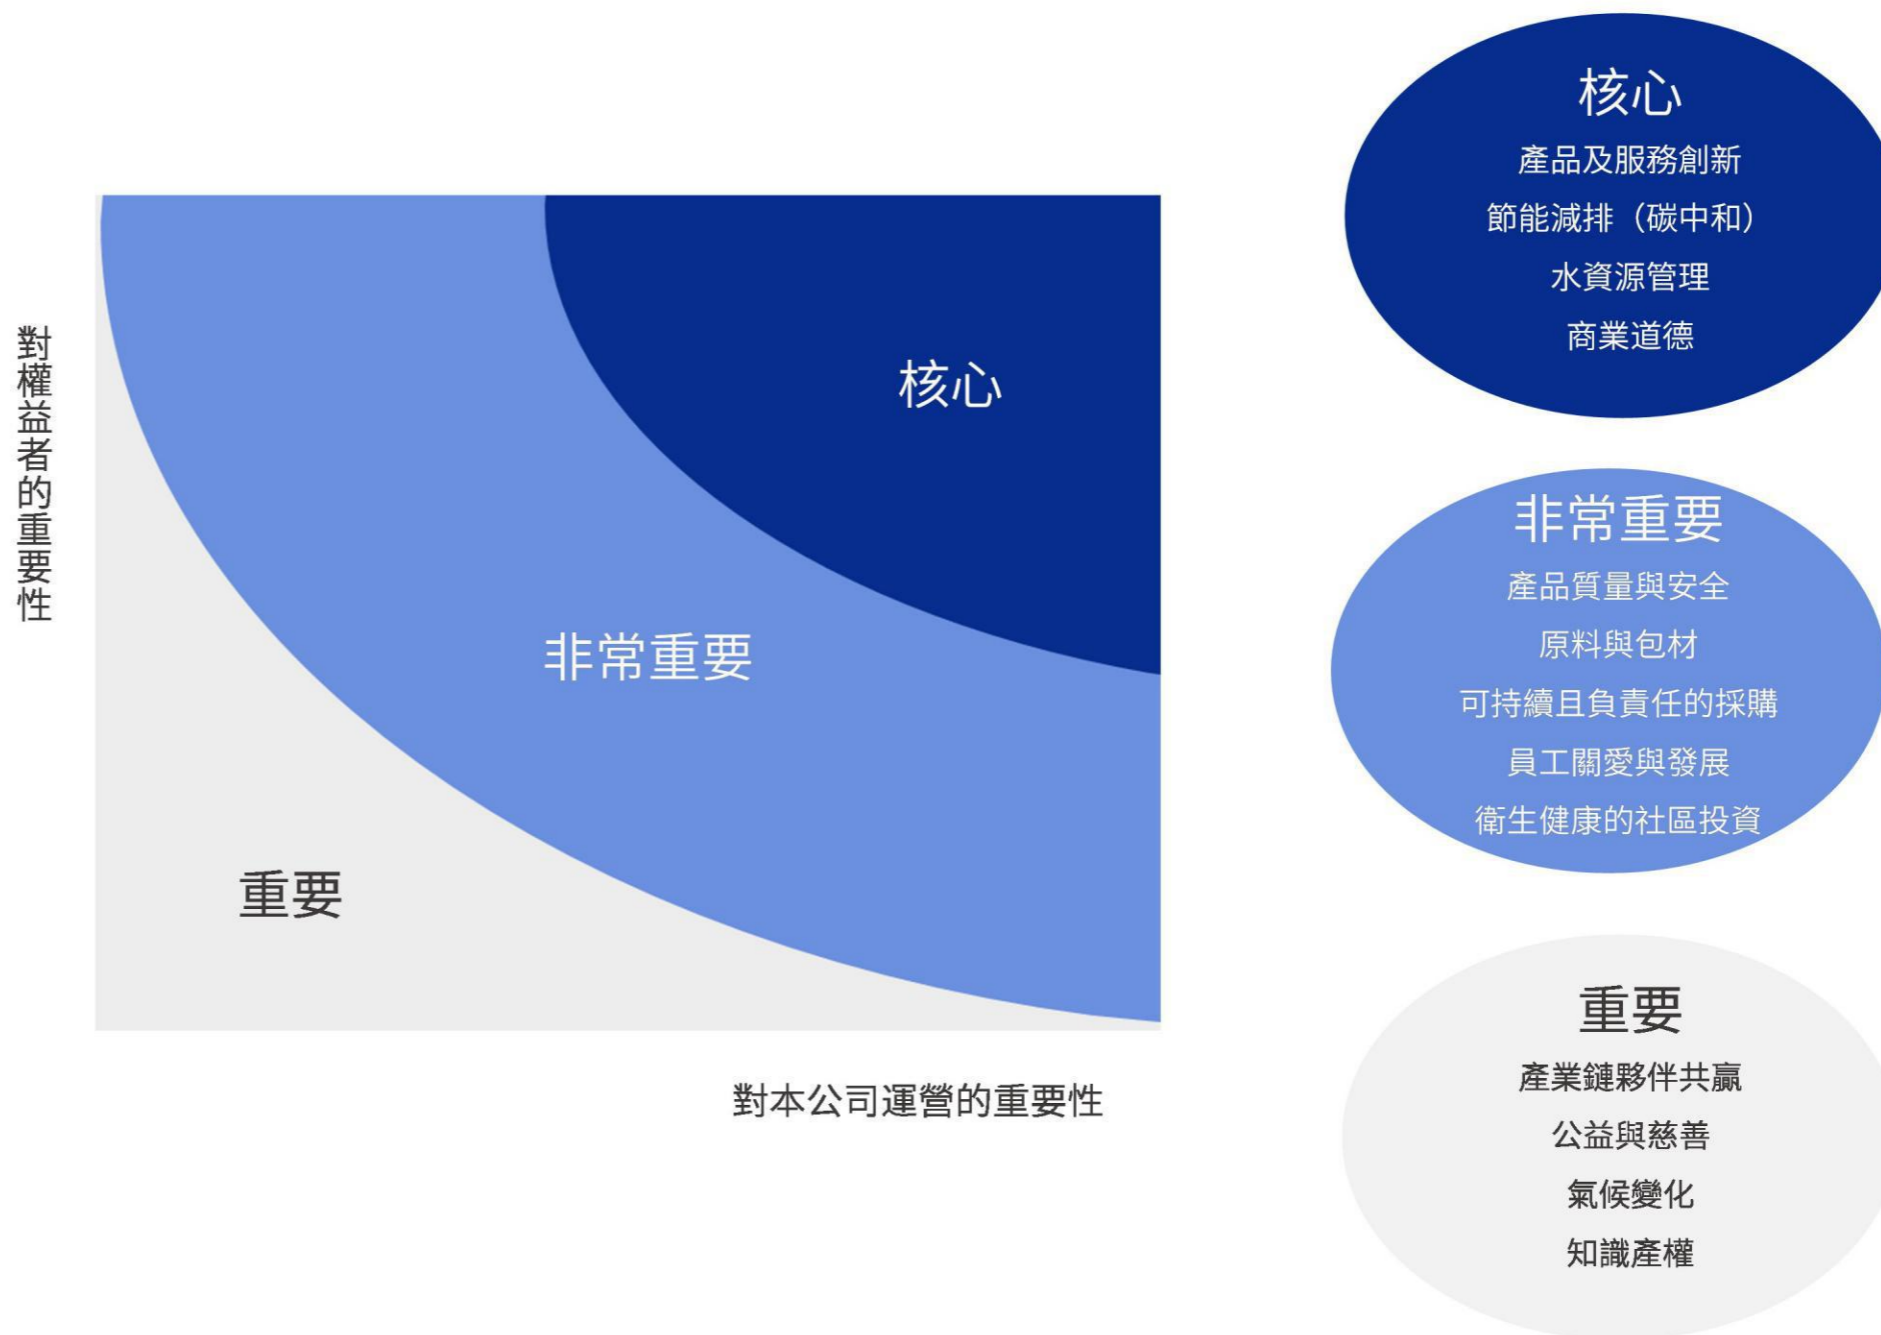 對權益者的重要性
核心
非常重要
重要
對本公司運營的重要性
核心
產品及服務創新
節能減排（碳中和）
水資源管理
商業道德
非常重要
產品質量與安全
原料與包材
可持續且負責任的採購
員工關愛與發展
衛生健康的社區投資
重要
產業鏈夥伴共贏
公益與慈善
氣候變化
知識產權